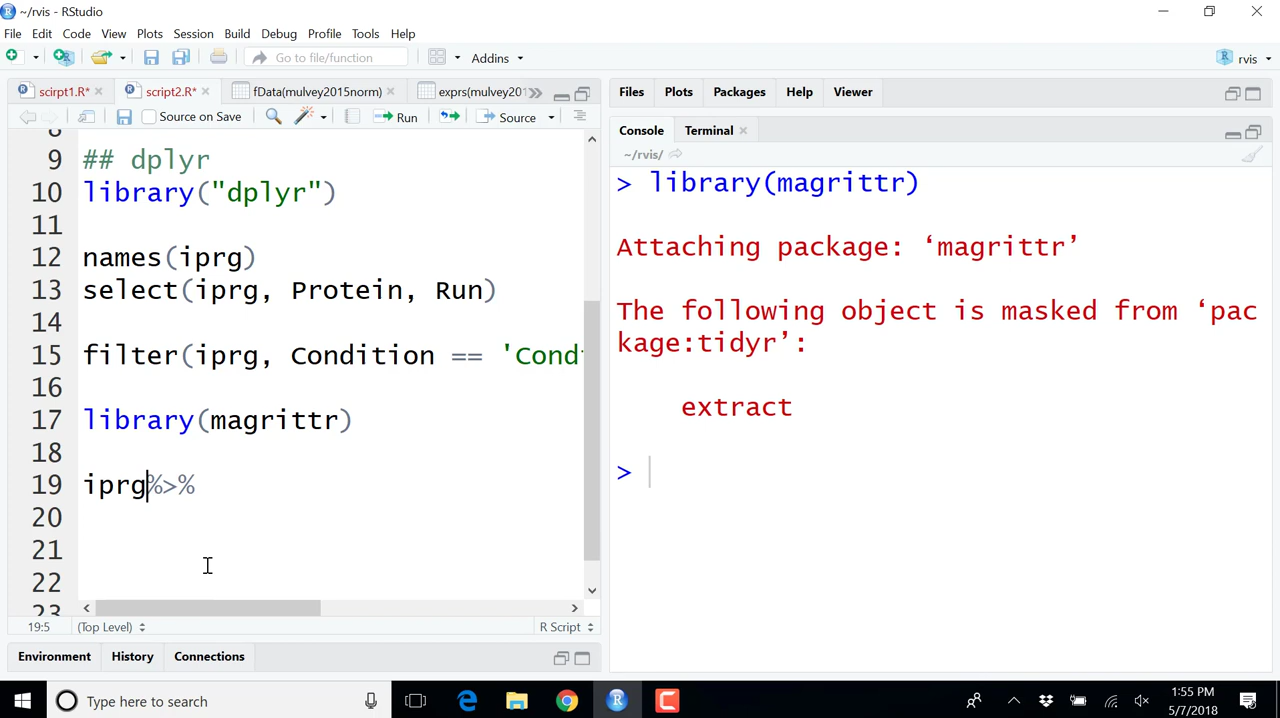 ~/rvis - RStudio
File Edit Code View Plots Session Build Debug Profile Tools Help
Go to file/function Addins rvis
scirpt1.R* script2.R* fData(mulvey2015norm) exprs(mulvey201
Source on Save Run Source
9 ## dplyr
10 library("dplyr")
11
12 names(iprg)
13 select(iprg, Protein, Run)
14
15 filter(iprg, Condition == 'Cond
16
17 library(magrittr)
18
19 iprg%>%
20
21
22
23
19:5 (Top Level) R Script
Environment History Connections
Files Plots Packages Help Viewer
Console Terminal
~/rvis/
> library(magrittr)
Attaching package: ‘magrittr’
The following object is masked from ‘pac
kage:tidyr’:
extract
>
Type here to search
1:55 PM
5/7/2018